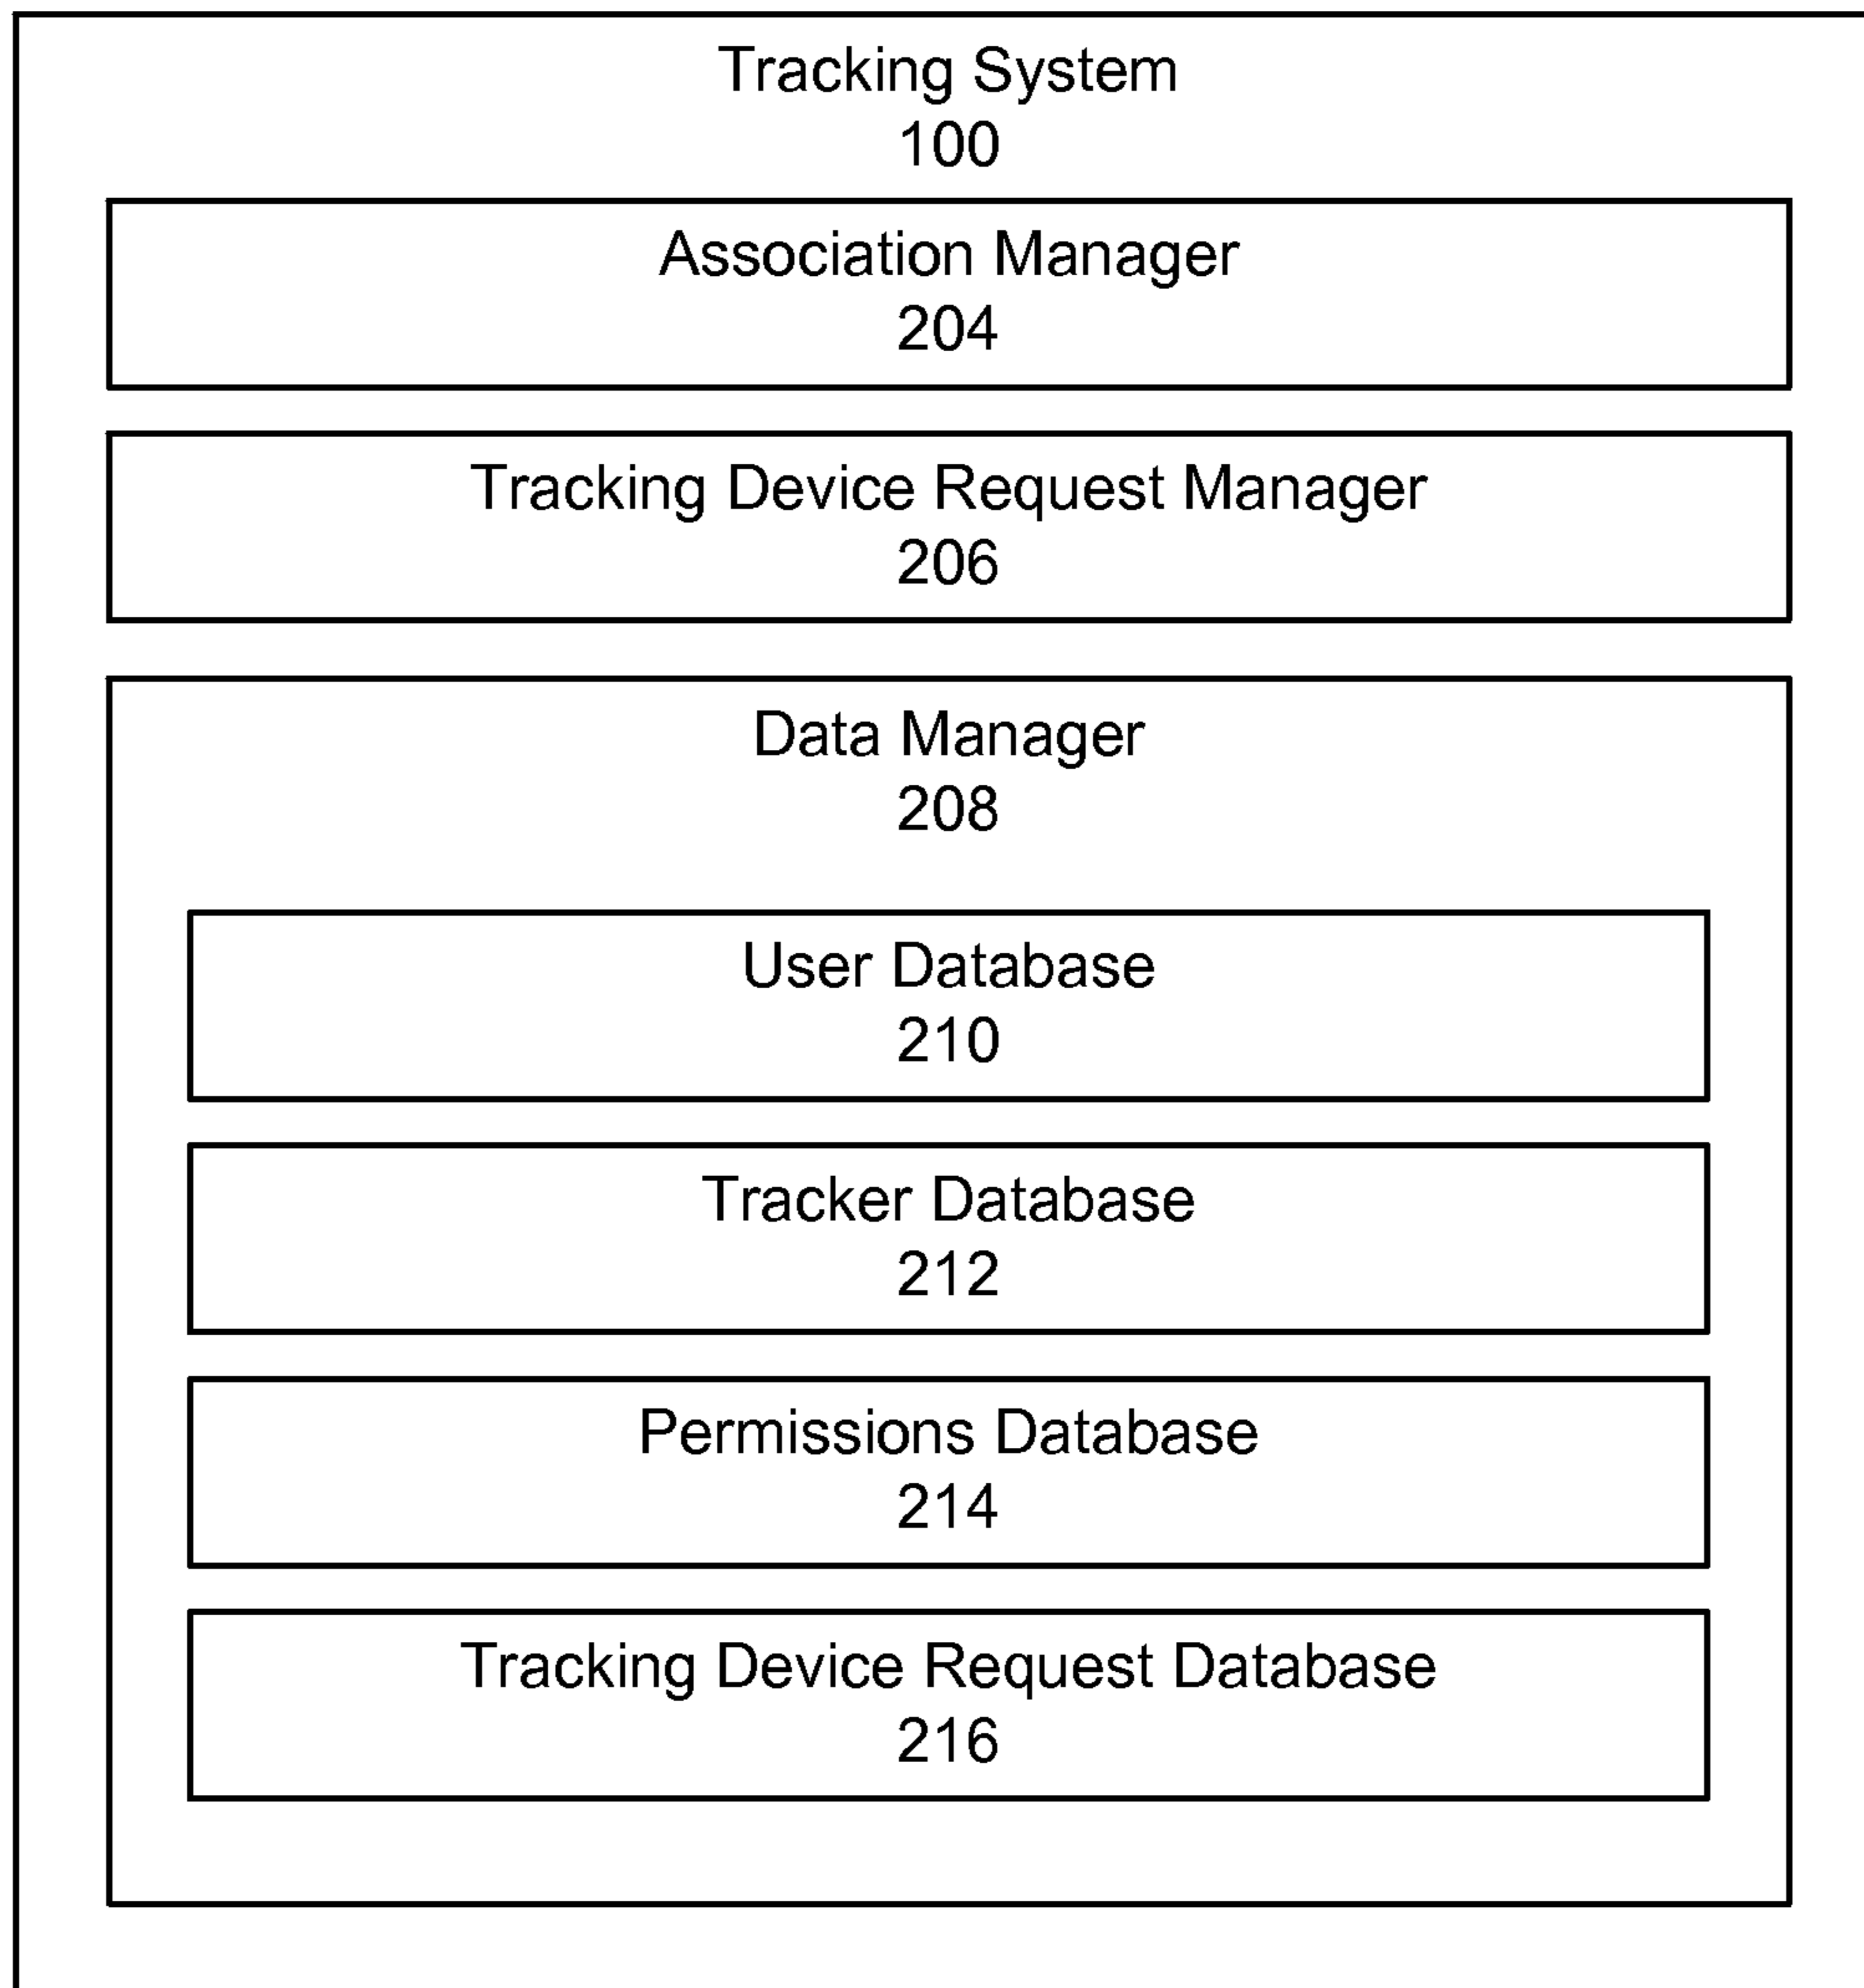 Tracking System
100
Association Manager
204
Tracking Device Request Manager
206
Data Manager
208
User Database
210
Tracker Database
212
Permissions Database
214
Tracking Device Request Database
216